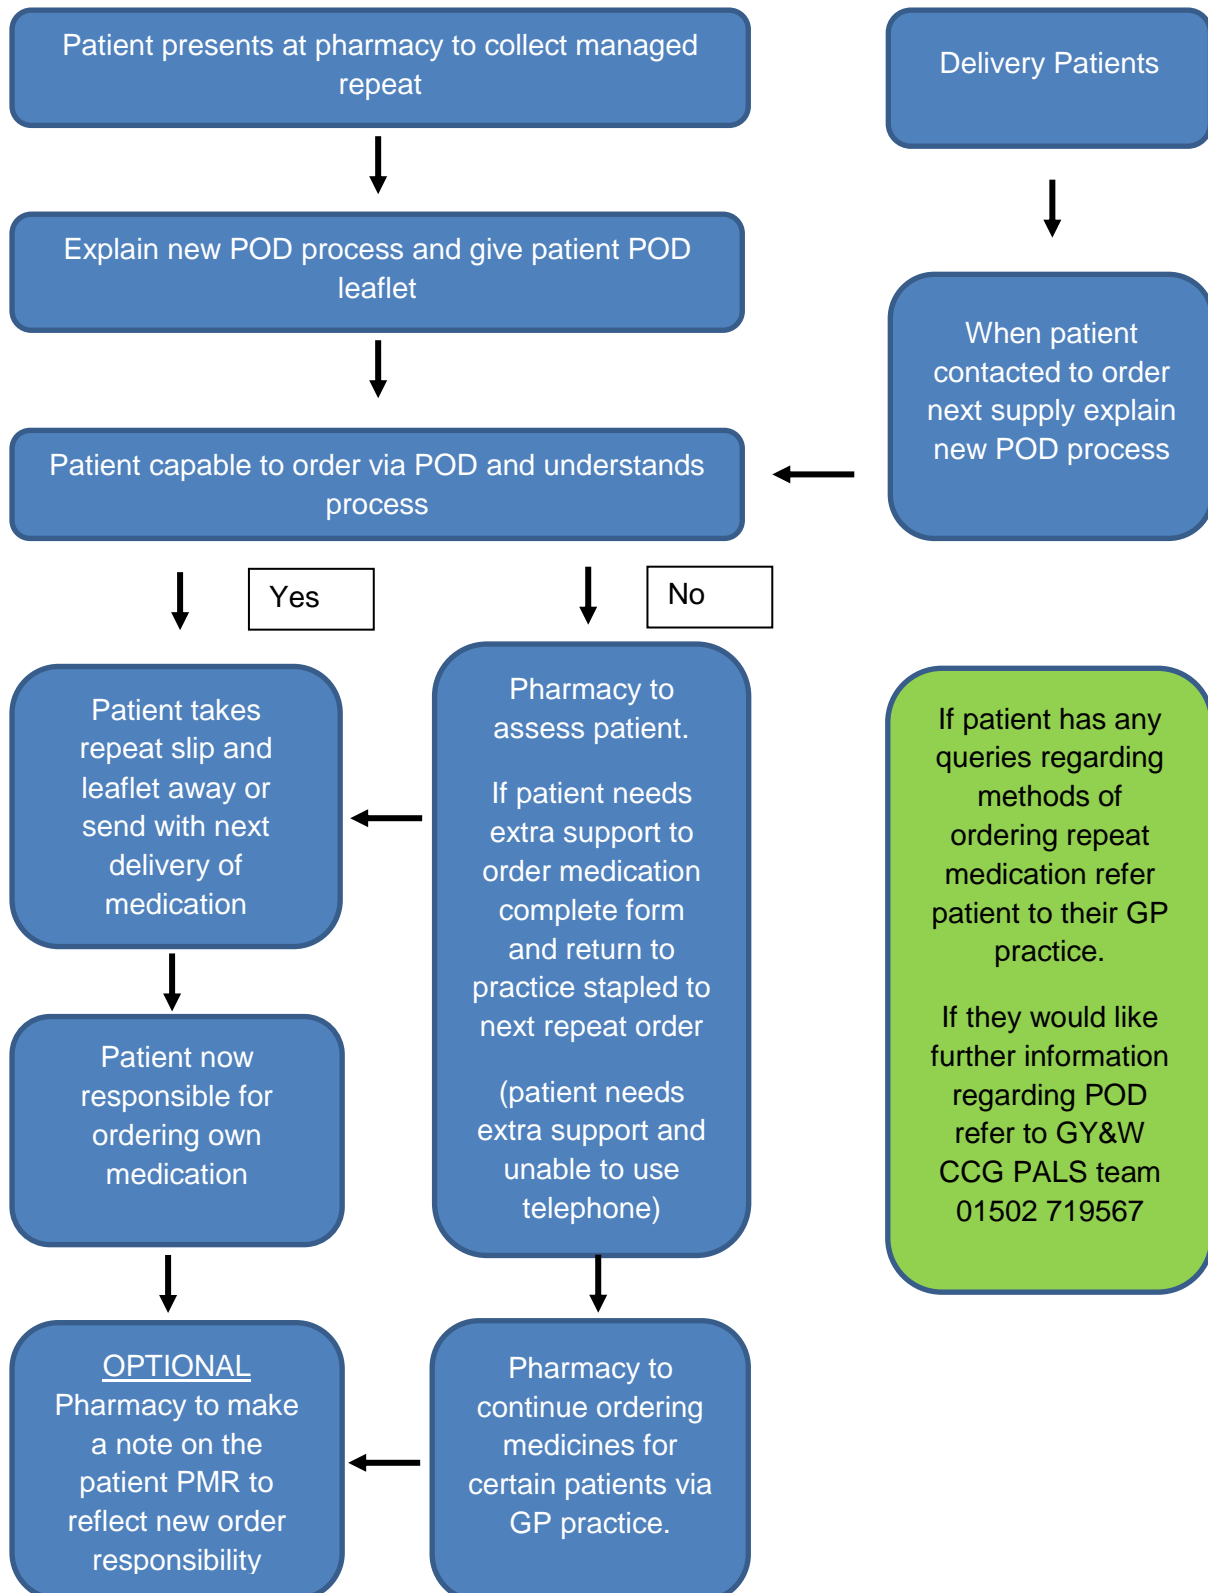 Patient presents at pharmacy to collect managed
repeat
Delivery Patients
Explain new POD process and give patient POD
leaflet
When patient
contacted to order
next supply explain
new POD process
Patient capable to order via POD and understands
process
Yes
No
Patient takes
repeat slip and
leaflet away or
send with next
delivery of
medication
Pharmacy to
assess patient.
If patient needs
extra support to
order medication
complete form
and return to
practice stapled to
next repeat order
(patient needs
extra support and
unable to use
telephone)
If patient has any
queries regarding
methods of
ordering repeat
medication refer
patient to their GP
practice.
If they would like
further information
regarding POD
refer to GY&W
CCG PALS team
01502 719567
Patient now
responsible for
ordering own
medication
OPTIONAL
Pharmacy to make
a note on the
patient PMR to
reflect new order
responsibility
Pharmacy to
continue ordering
medicines for
certain patients via
GP practice.